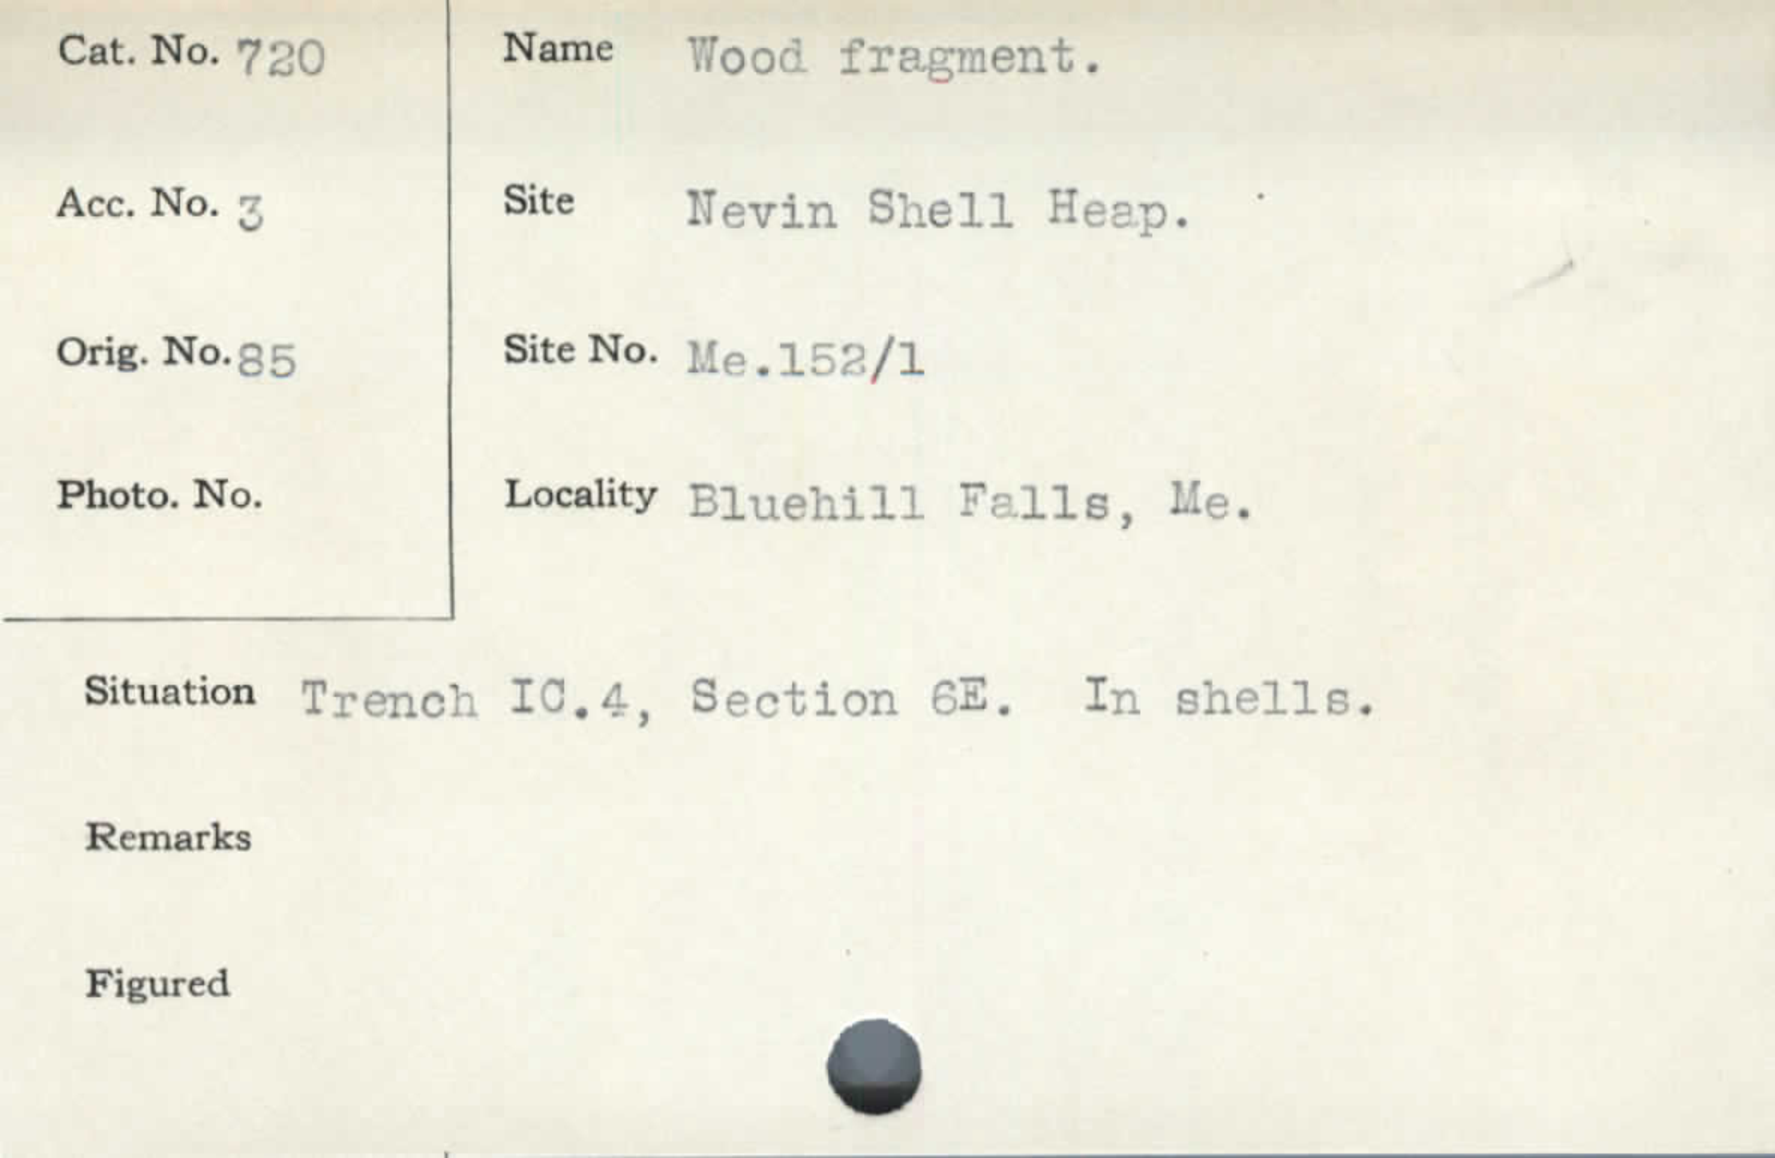 Cat. No. 720
Name Wood fragment.
Acc. No. 3
Site Nevin Shell Heap.
Orig. No. 85
Site No. Me.152/1
Photo. No.
Locality Bluehill Falls, Me.
Situation Trench IC.4, Section 6E. In shells.
Remarks
Figured